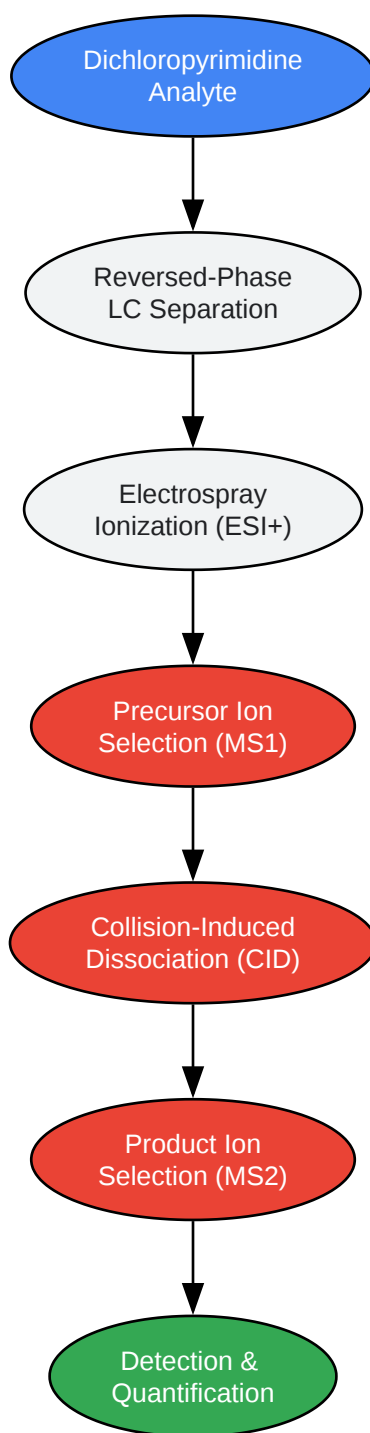 Dichloropyrimidine
Analyte
Reversed-Phase
LC Separation
Electrospray
Ionization (ESI+)
Precursor Ion
Selection (MS1)
Collision-Induced
Dissociation (CID)
Product Ion
Selection (MS2)
Detection &
Quantification